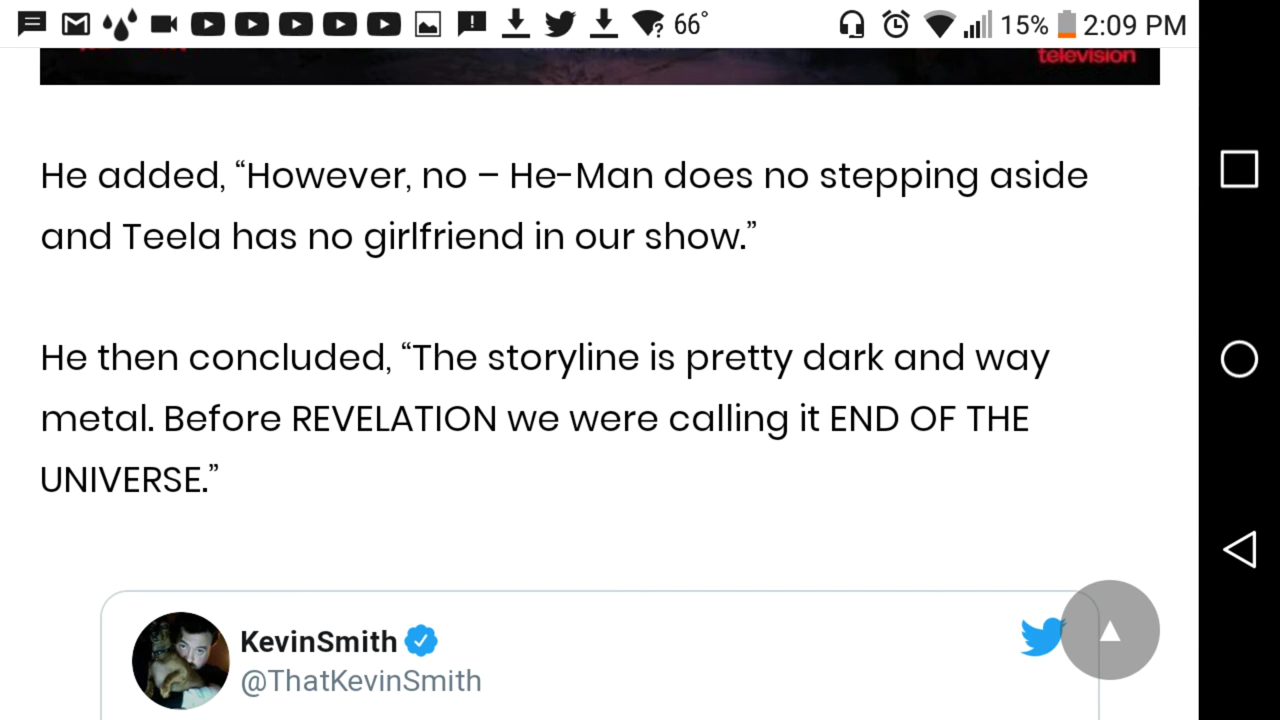 66° 15% 2:09 PM
television
He added, “However, no – He-Man does no stepping aside
and Teela has no girlfriend in our show.”
He then concluded, “The storyline is pretty dark and way
metal. Before REVELATION we were calling it END OF THE
UNIVERSE.”
KevinSmith
@ThatKevinSmith